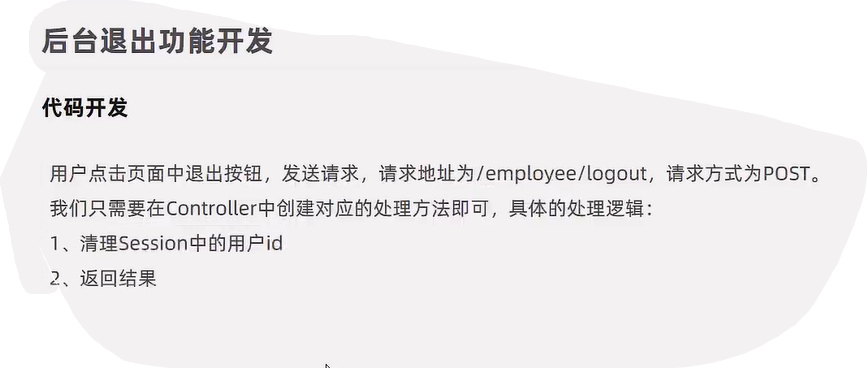 后台退出功能开发
代码开发
用户点击页面中退出按钮，发送请求，请求地址为/employee/logout，请求方式为POST。
我们只需要在Controller中创建对应的处理方法即可，具体的处理逻辑：
1、清理Session中的用户id
2、返回结果